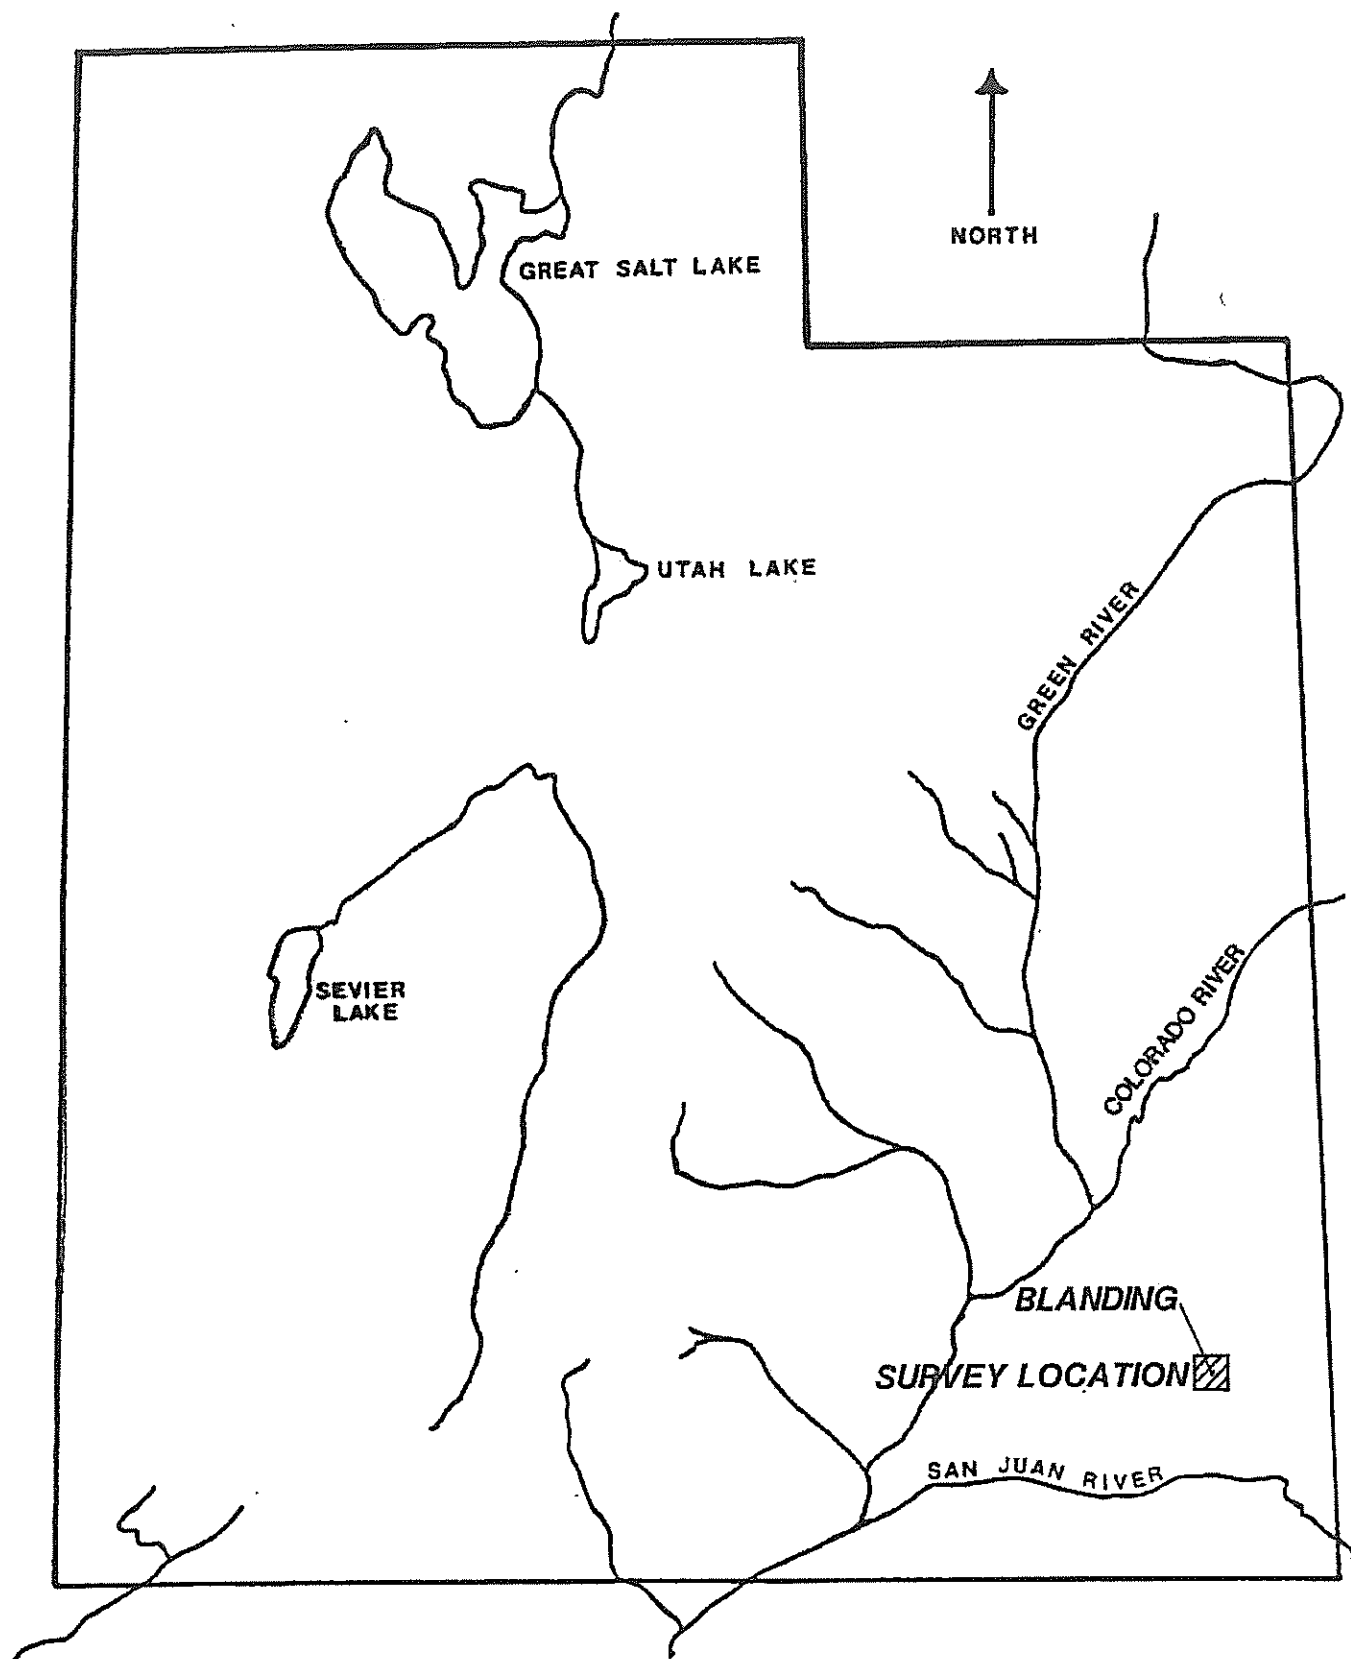 NORTH
GREAT SALT LAKE
UTAH LAKE
GREEN RIVER
SEVIER
LAKE
COLORADO RIVER
BLANDING
SURVEY LOCATION
SAN JUAN RIVER